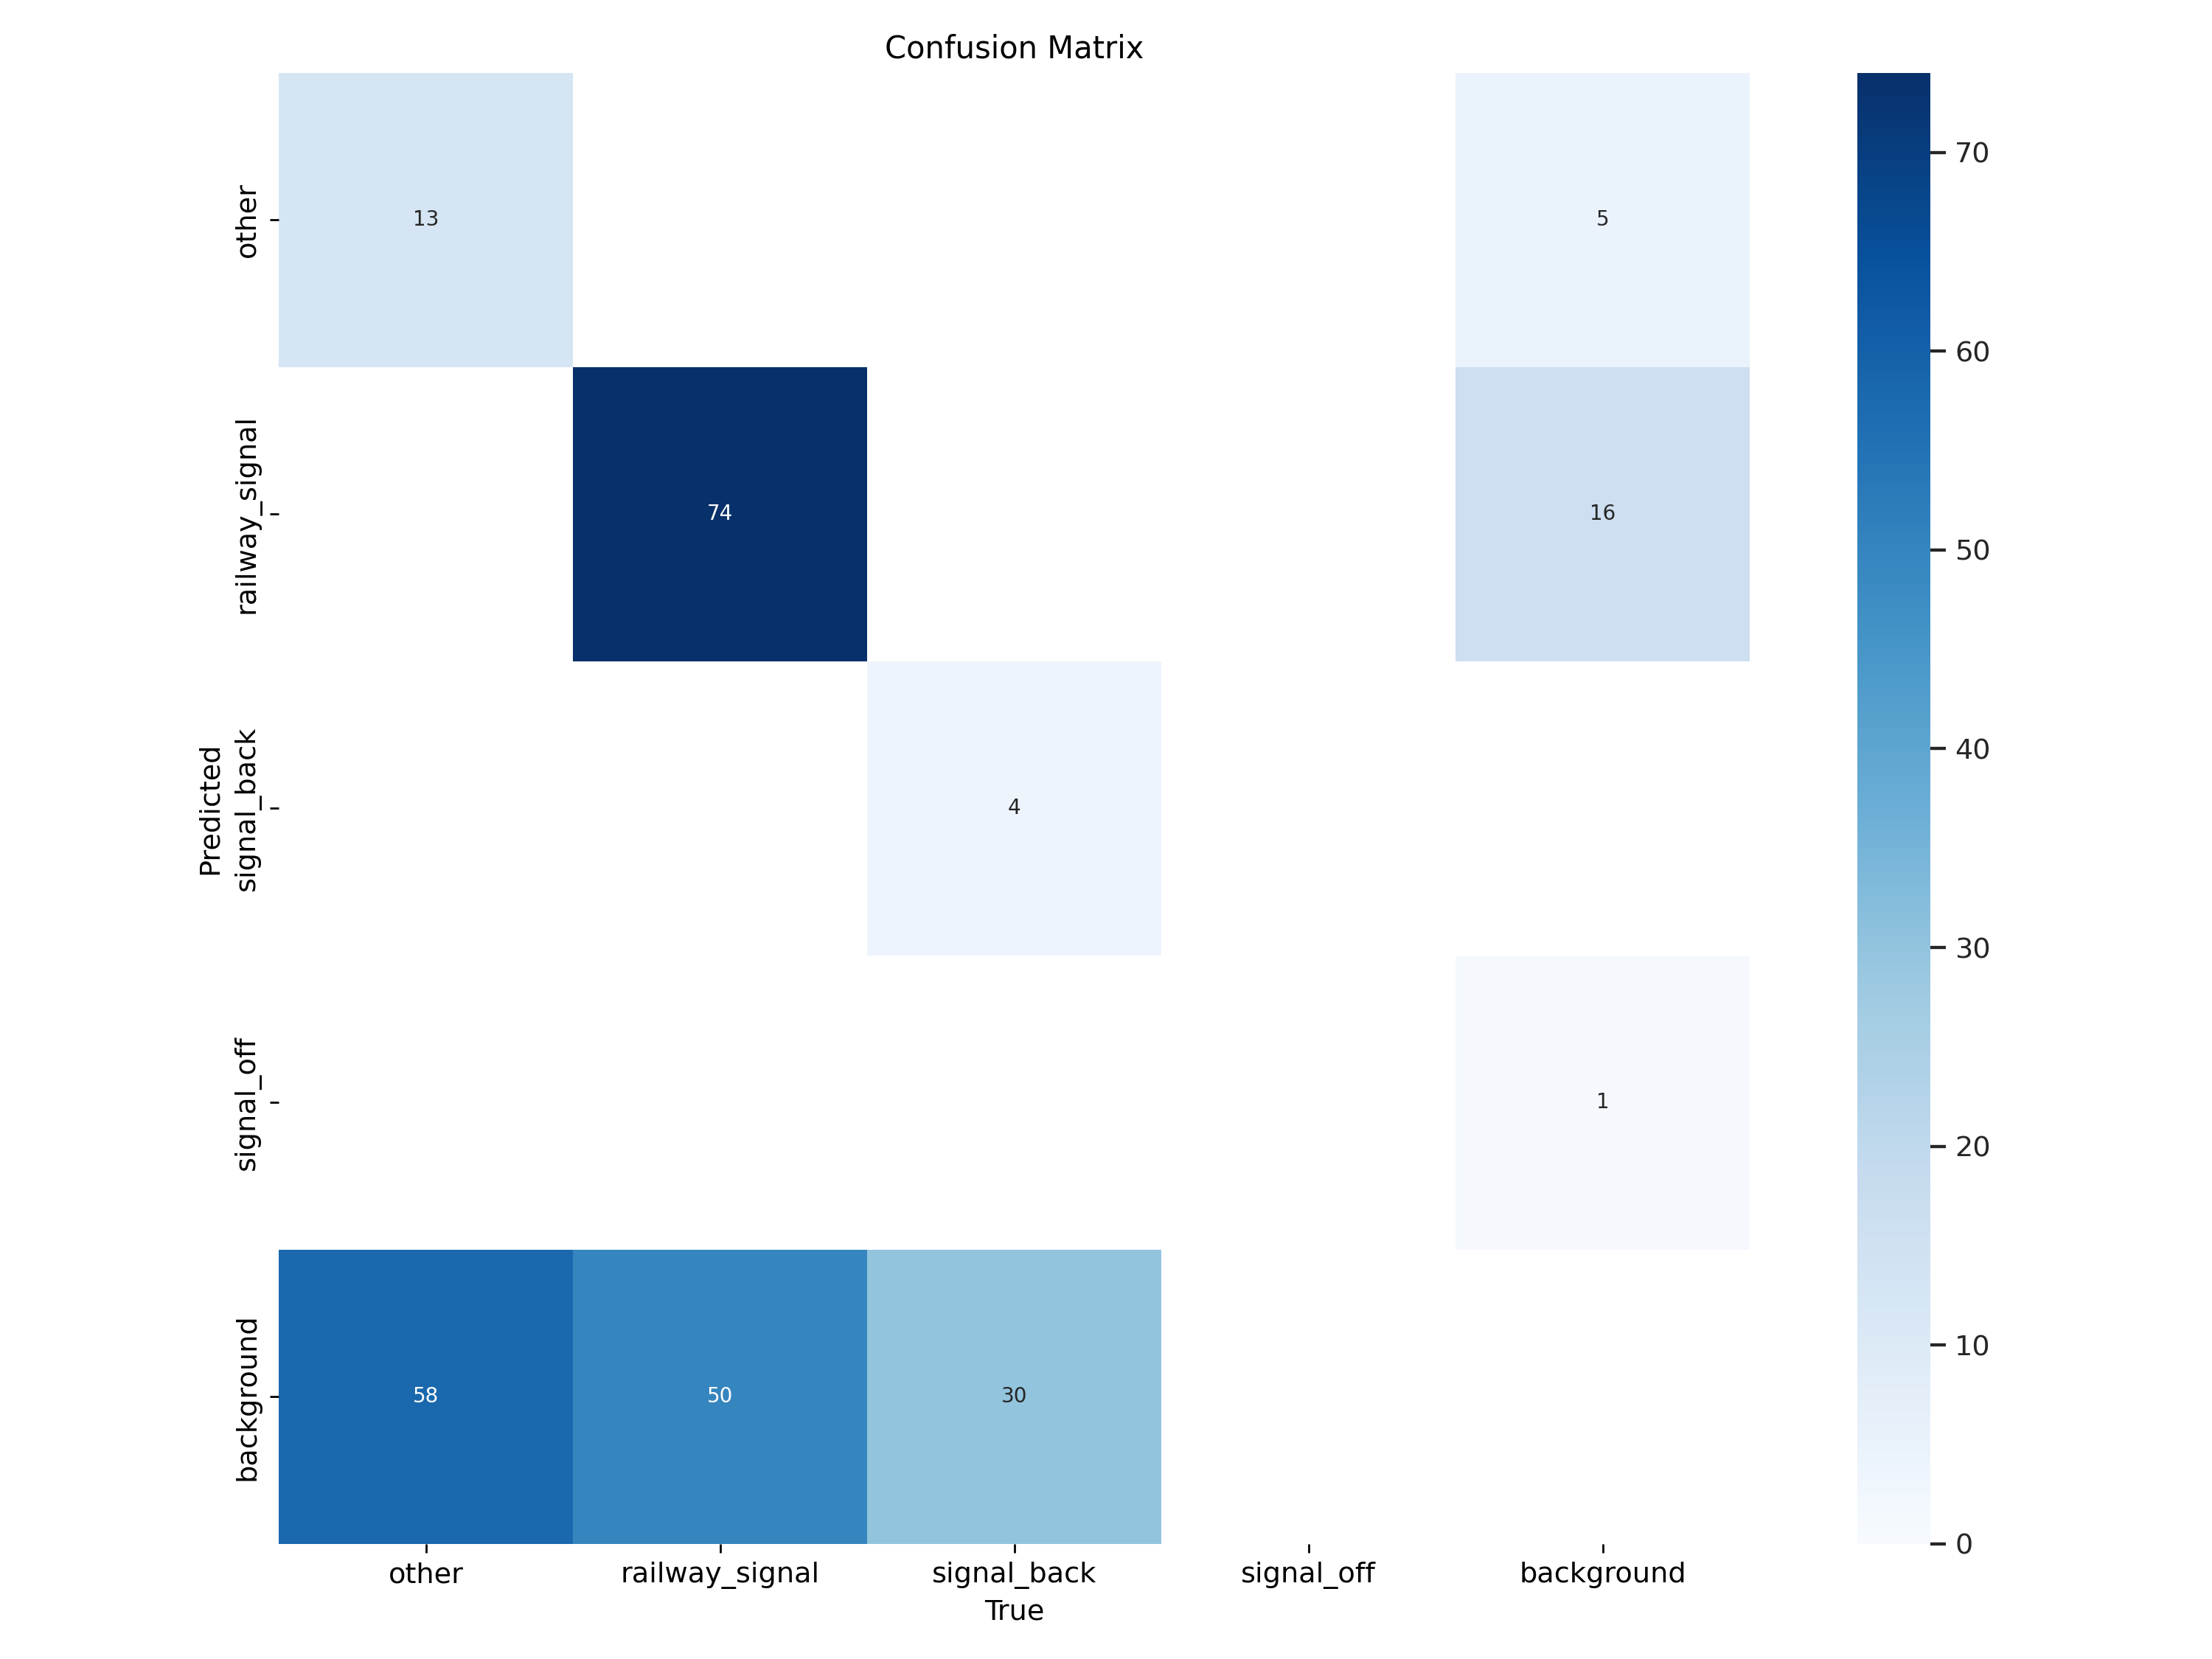 Confusion Matrix
other
railway_signal
signal_back
signal_off
background
Predicted
13
5
74
16
4
1
58
50
30
other
railway_signal
signal_back
signal_off
background
True
70
60
50
40
30
20
10
0